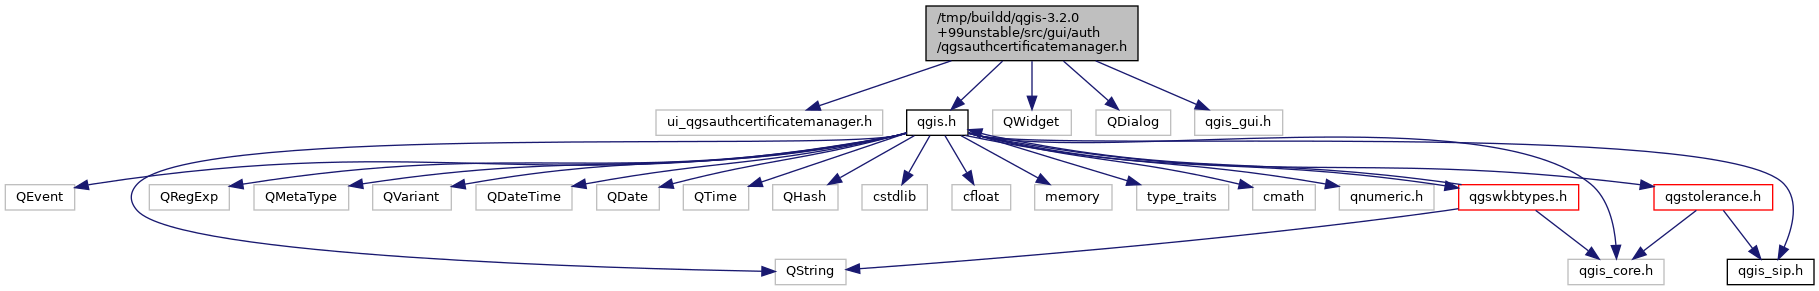 /tmp/buildd/qgis-3.2.0
+99unstable/src/gui/auth
/qgsauthcertificatemanager.h
ui_qgsauthcertificatemanager.h
qgis.h
QWidget
QDialog
qgis_gui.h
QEvent
QRegExp
QMetaType
QVariant
QDateTime
QDate
QTime
QHash
cstdlib
cfloat
memory
type_traits
cmath
qnumeric.h
qgswkbtypes.h
qgstolerance.h
QString
qgis_core.h
qgis_sip.h